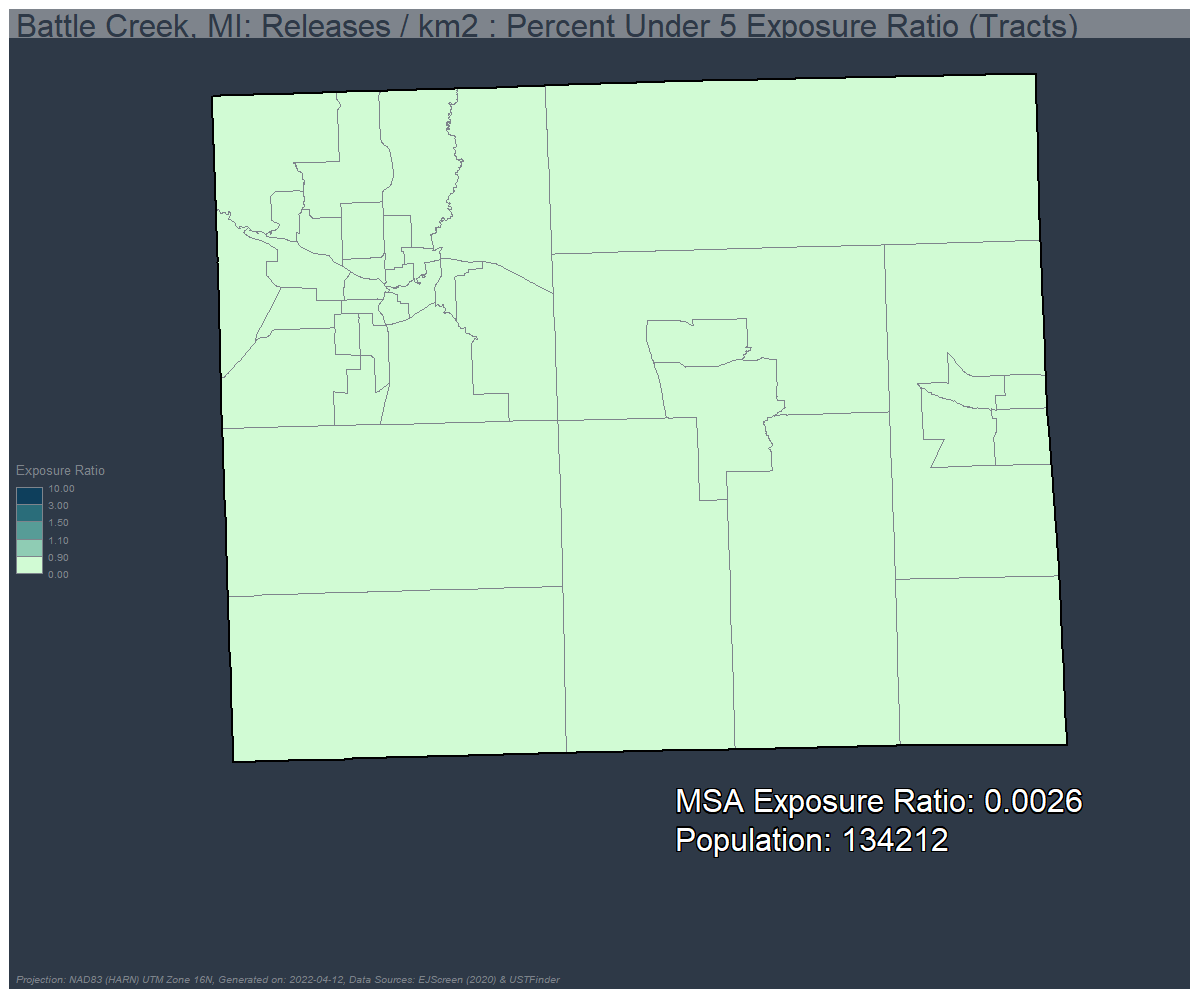 Battle Creek, MI: Releases / km2 : Percent Under 5 Exposure Ratio (Tracts)
Exposure Ratio
10.00
3.00
1.50
1.10
0.90
0.00
MSA Exposure Ratio: 0.0026
Population: 134212
Projection: NAD83 (HARN) UTM Zone 16N, Generated on: 2022-04-12, Data Sources: EJScreen (2020) & USTFinder